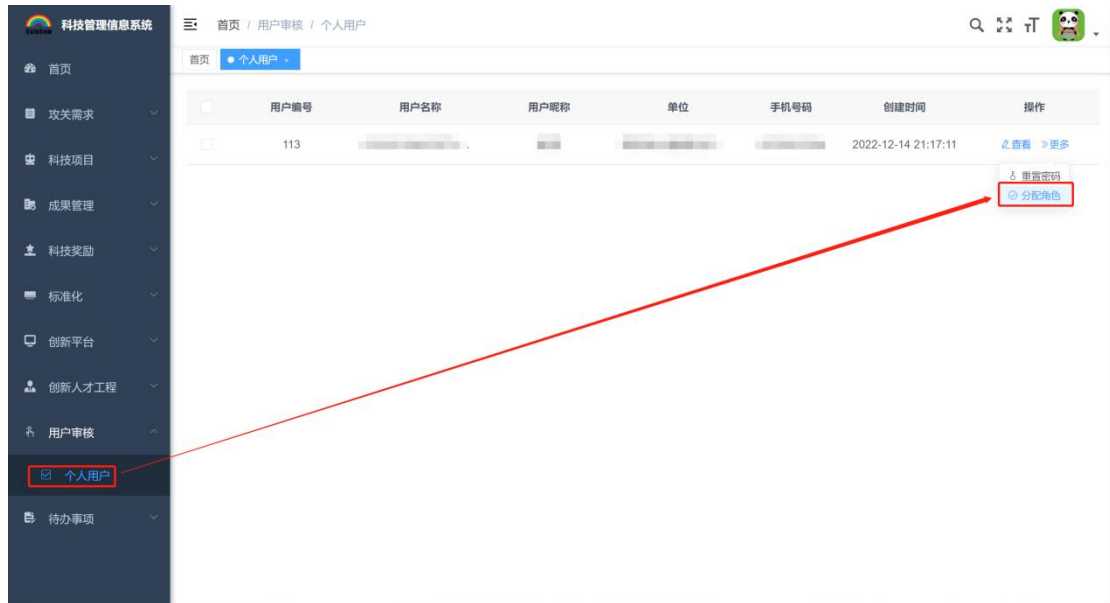 Rainbow 科技管理信息系统
首页 / 用户审核 / 个人用户
首页
个人用户 ×
首页
攻关需求
科技项目
成果管理
科技奖励
标准化
创新平台
创新人才工程
用户审核
个人用户
待办事项
用户编号 用户名称 用户昵称 单位 手机号码 创建时间 操作
113 2022-12-14 21:17:11 查看 »更多
重置密码
分配角色